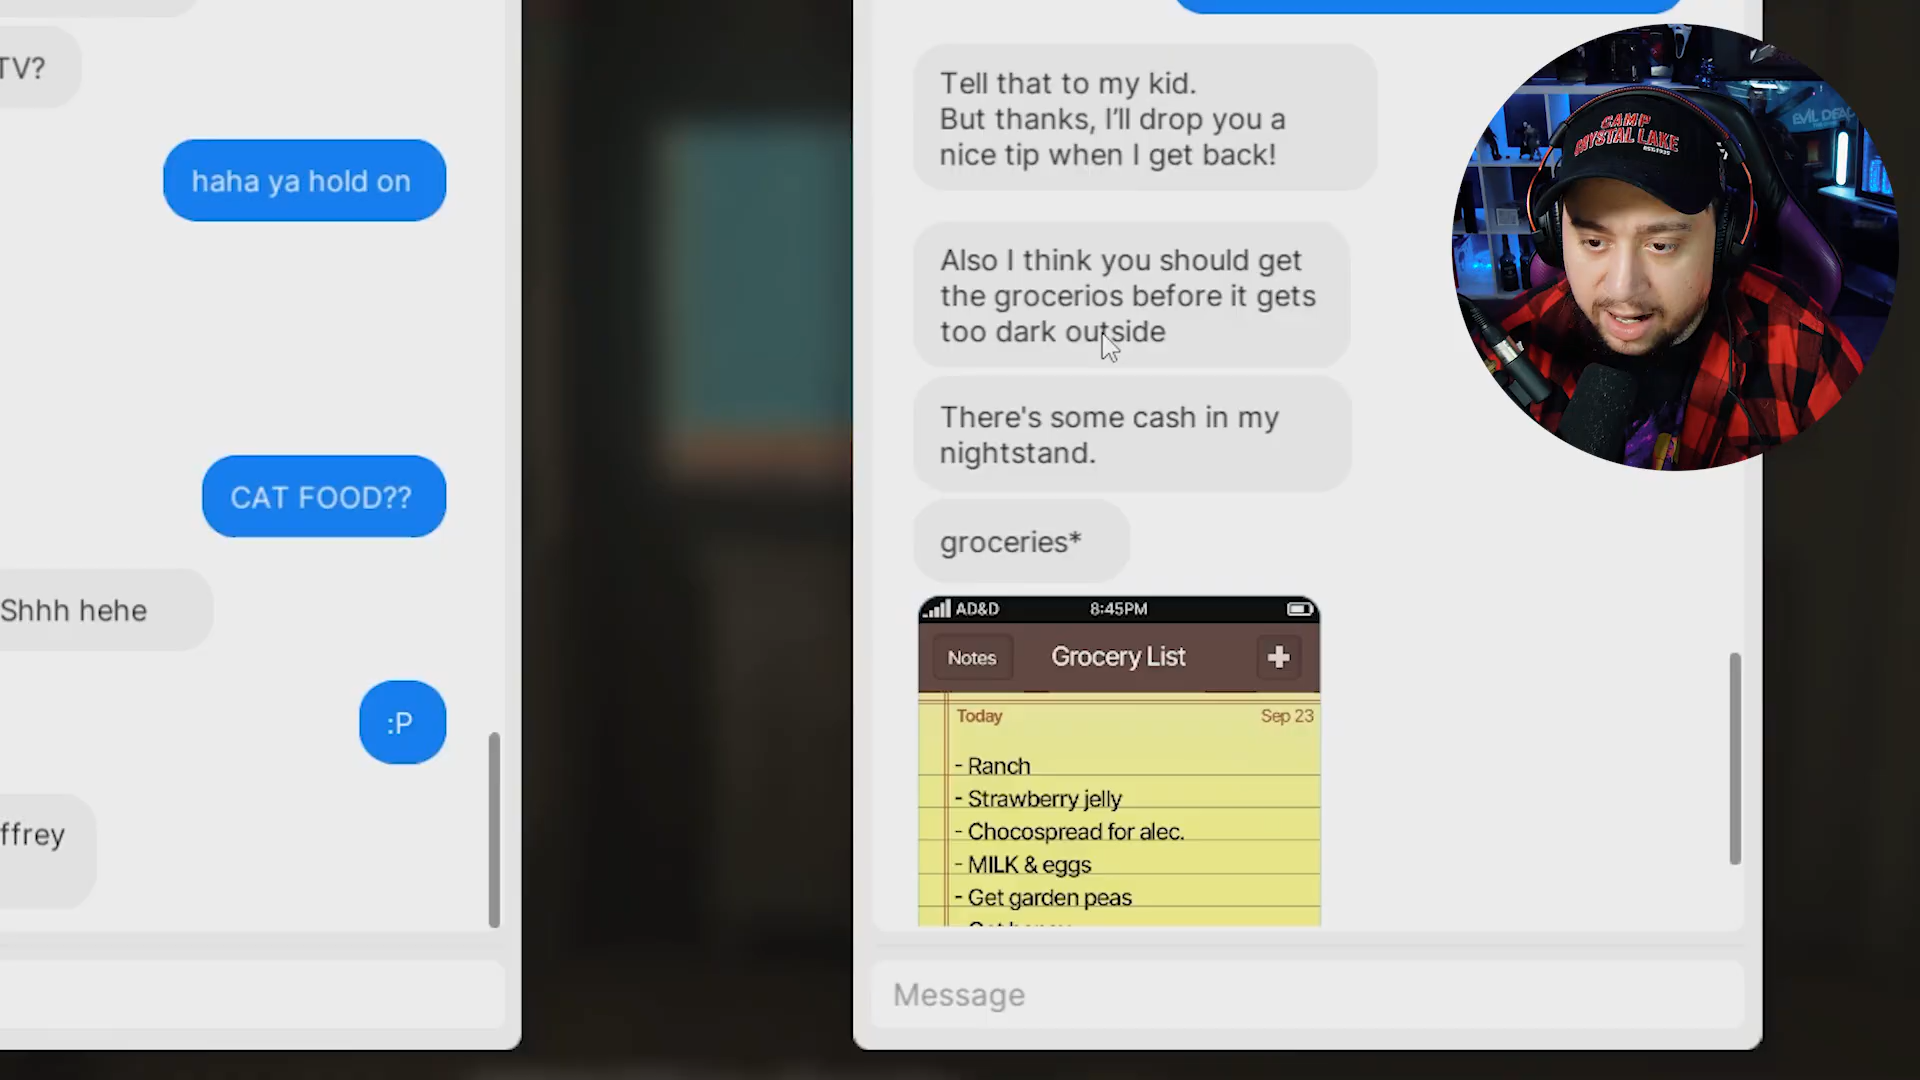 TV?
haha ya hold on
CAT FOOD??
Shhh hehe
:P
ffrey
Tell that to my kid.
But thanks, I'll drop you a
nice tip when I get back!
Also I think you should get
the grocerios before it gets
too dark outside
There's some cash in my
nightstand.
groceries*
AD&D 8:45PM
Notes Grocery List +
Today Sep 23
- Ranch
- Strawberry jelly
- Chocospread for alec.
- MILK & eggs
- Get garden peas
Message
CAMP
CRYSTAL LAKE
EVIL DEAD